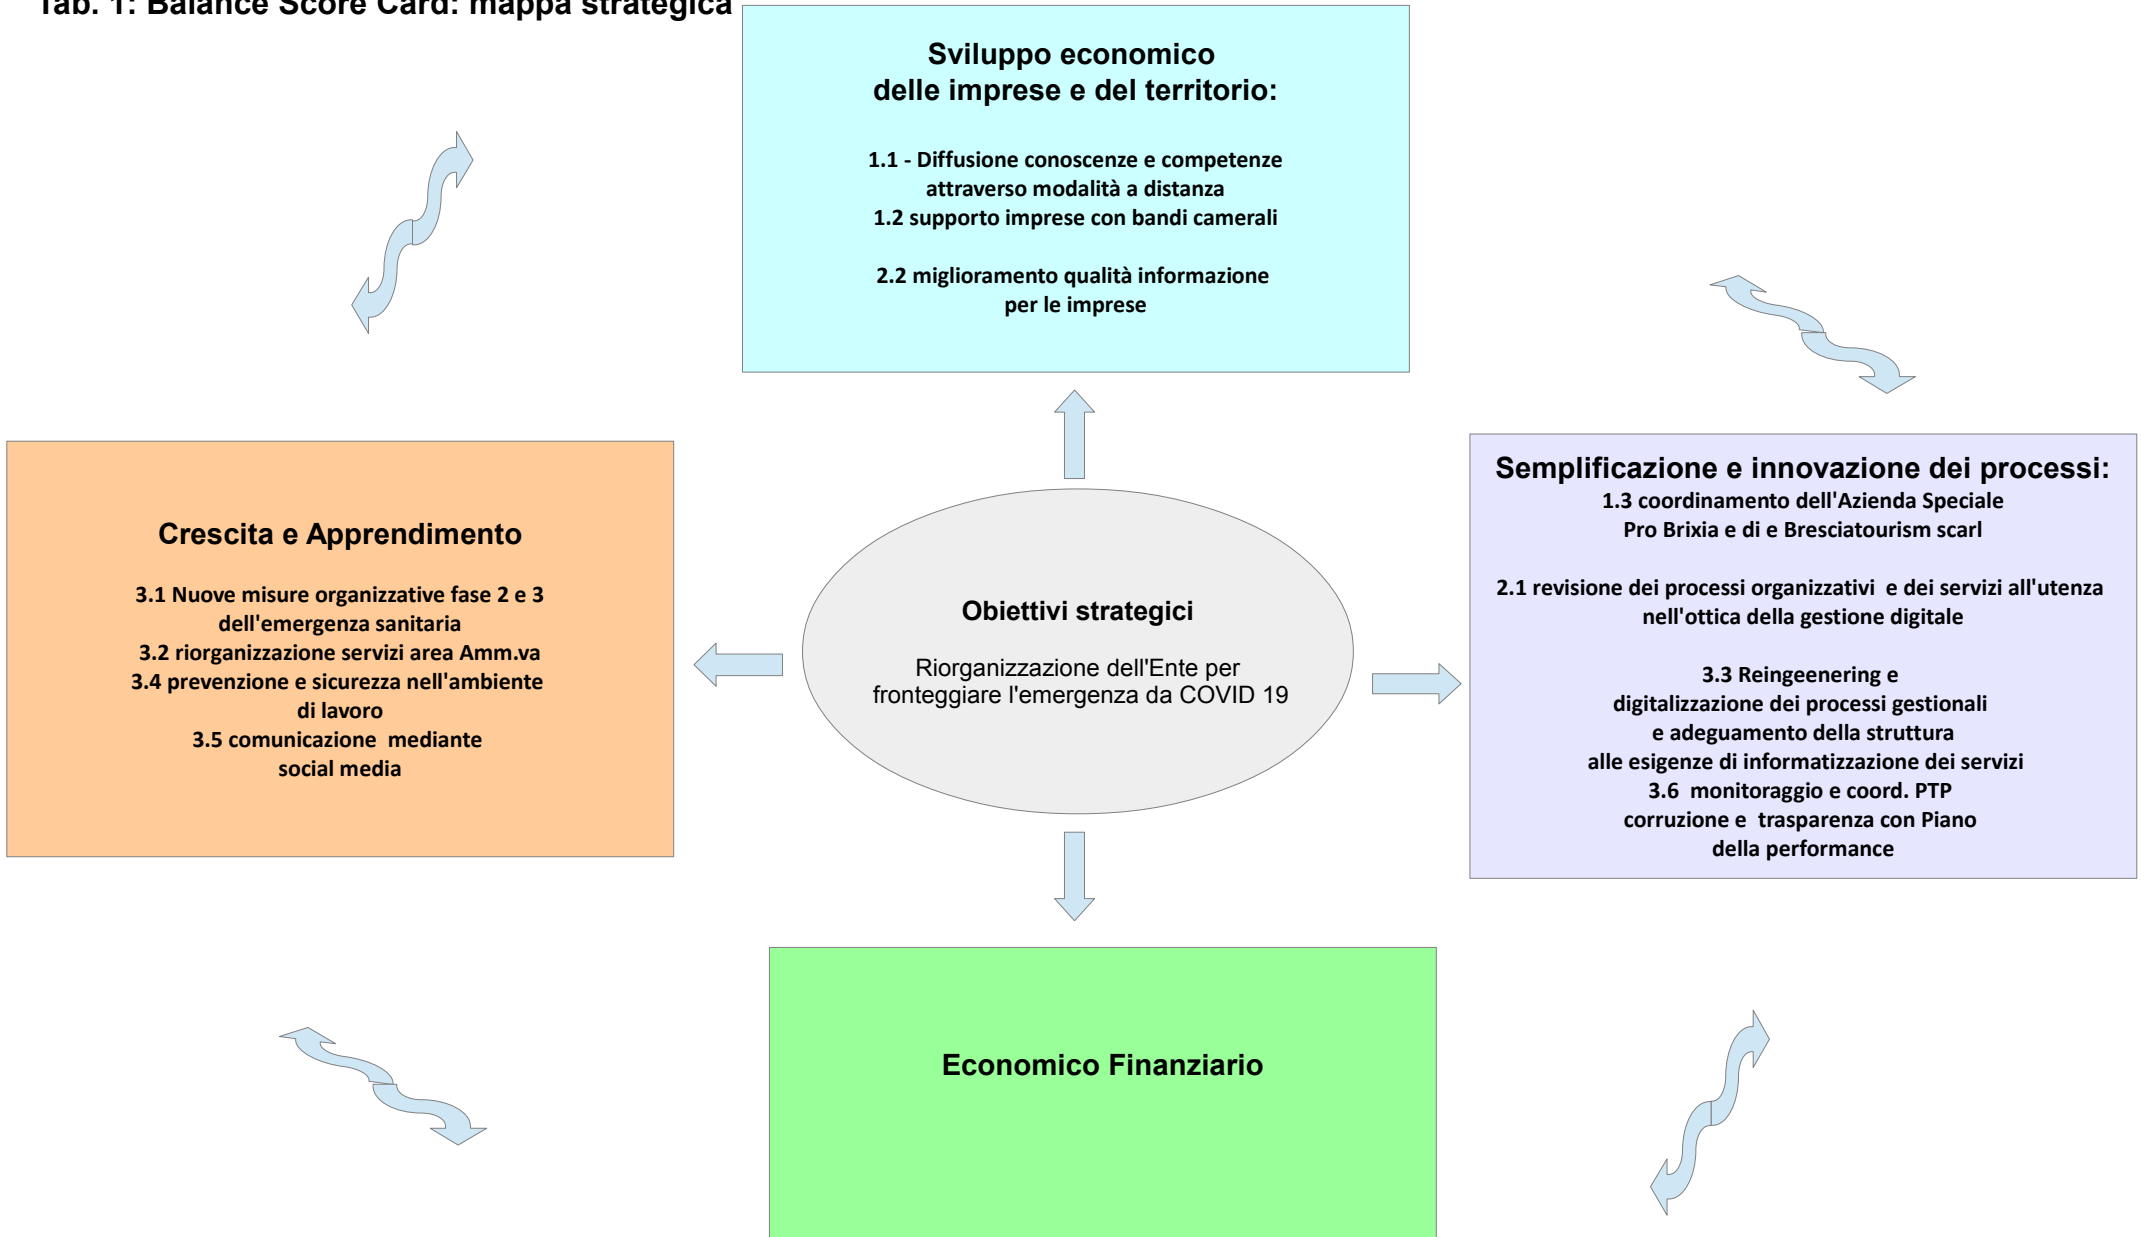 Tab. 1: Balance Score Card: mappa strategica
Sviluppo economico
delle imprese e del territorio:
1.1 - Diffusione conoscenze e competenze
attraverso modalità a distanza
1.2 supporto imprese con bandi camerali
2.2 miglioramento qualità informazione
per le imprese
Crescita e Apprendimento
3.1 Nuove misure organizzative fase 2 e 3
dell'emergenza sanitaria
3.2 riorganizzazione servizi area Amm.va
3.4 prevenzione e sicurezza nell'ambiente
di lavoro
3.5 comunicazione mediante
social media
Obiettivi strategici
Riorganizzazione dell'Ente per
fronteggiare l'emergenza da COVID 19
Semplificazione e innovazione dei processi:
1.3 coordinamento dell'Azienda Speciale
Pro Brixia e di e Bresciatourism scarl
2.1 revisione dei processi organizzativi e dei servizi all'utenza
nell'ottica della gestione digitale
3.3 Reingeenering e
digitalizzazione dei processi gestionali
e adeguamento della struttura
alle esigenze di informatizzazione dei servizi
3.6 monitoraggio e coord. PTP
corruzione e trasparenza con Piano
della performance
Economico Finanziario